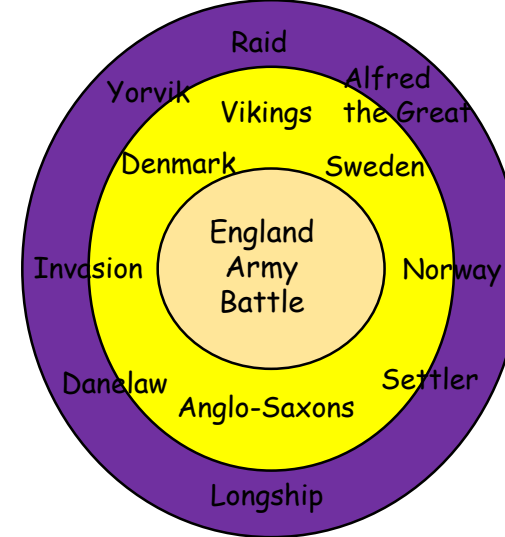 Raid
Yorvik
Alfred
the Great
Vikings
Denmark
Sweden
England
Army
Battle
Invasion
Norway
Danelaw
Settler
Anglo-Saxons
Longship